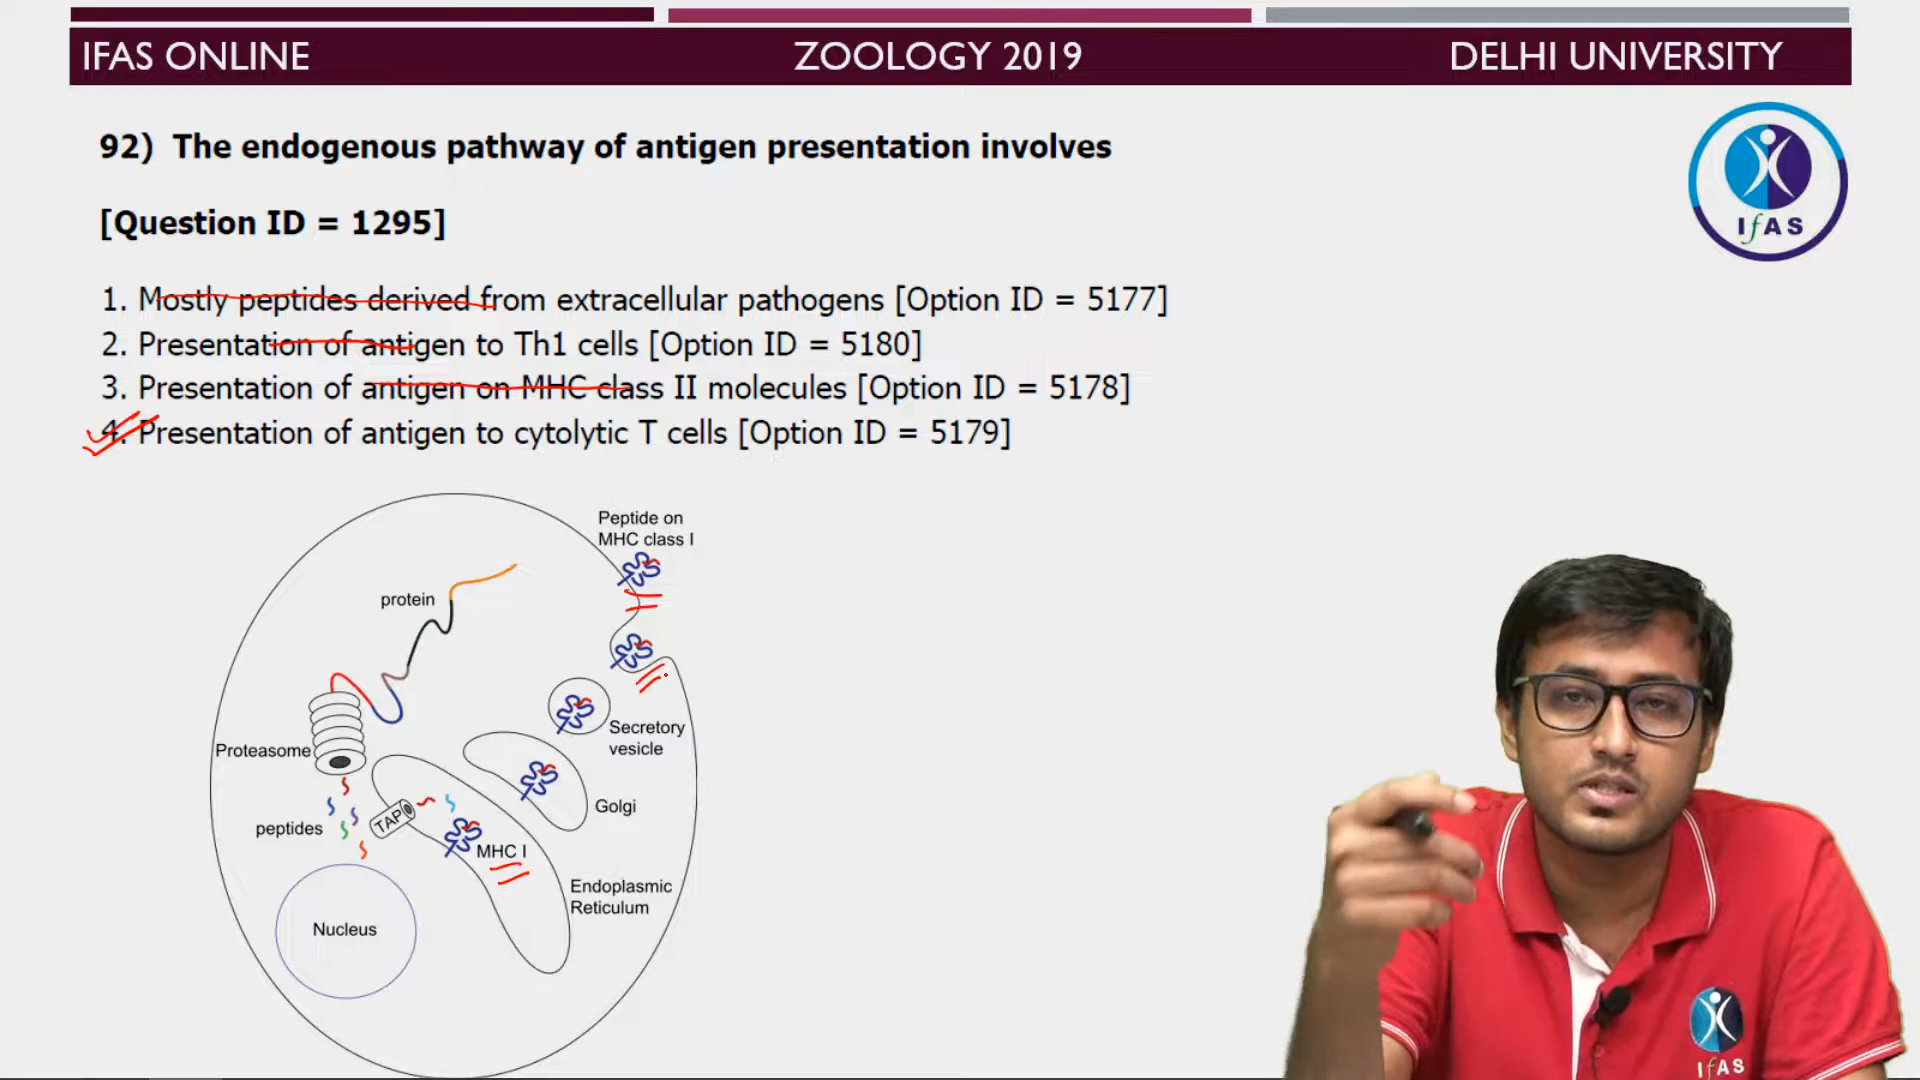 IFAS ONLINE ZOOLOGY 2019 DELHI UNIVERSITY
92) The endogenous pathway of antigen presentation involves
IfAS
[Question ID = 1295]
1. Mostly peptides derived from extracellular pathogens [Option ID = 5177]
2. Presentation of antigen to Th1 cells [Option ID = 5180]
3. Presentation of antigen on MHC class II molecules [Option ID = 5178]
4. Presentation of antigen to cytolytic T cells [Option ID = 5179]
Peptide on
MHC class I
protein
Secretory
vesicle
Proteasome
Golgi
peptides
TAP
MHC I
Endoplasmic
Reticulum
Nucleus
IfAS